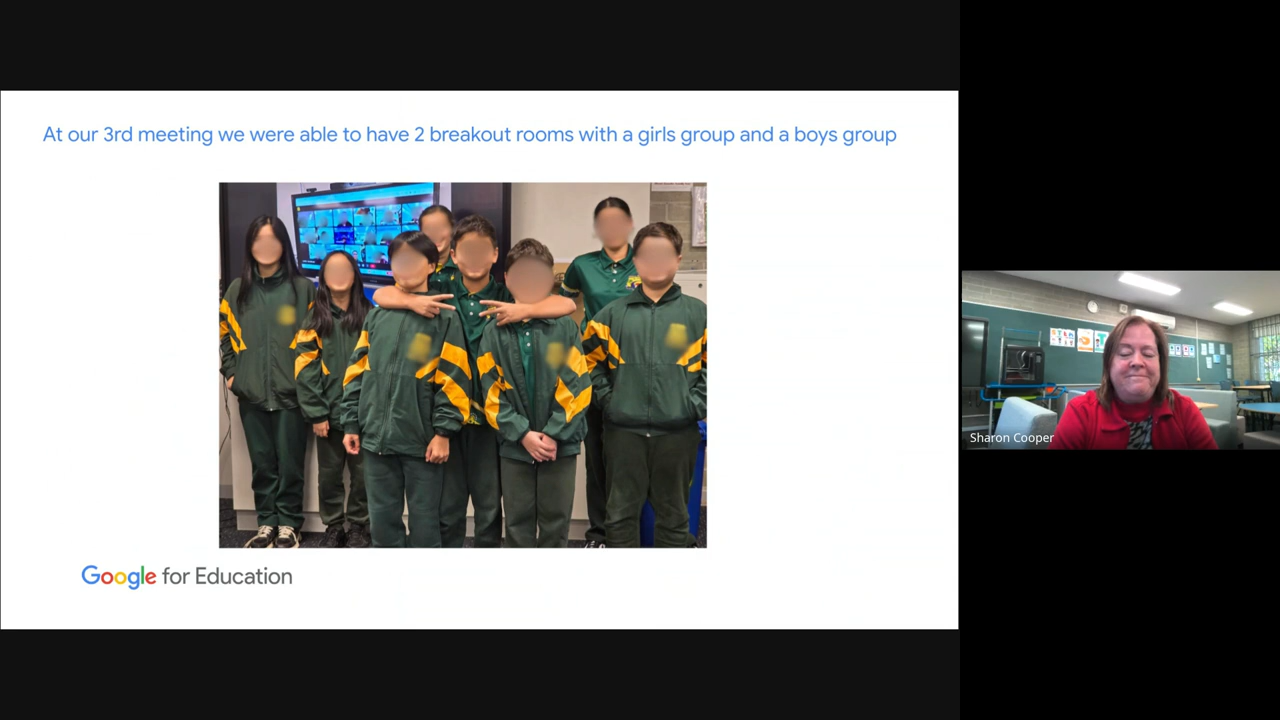 At our 3rd meeting we were able to have 2 breakout rooms with a girls group and a boys group
Google for Education
Sharon Cooper